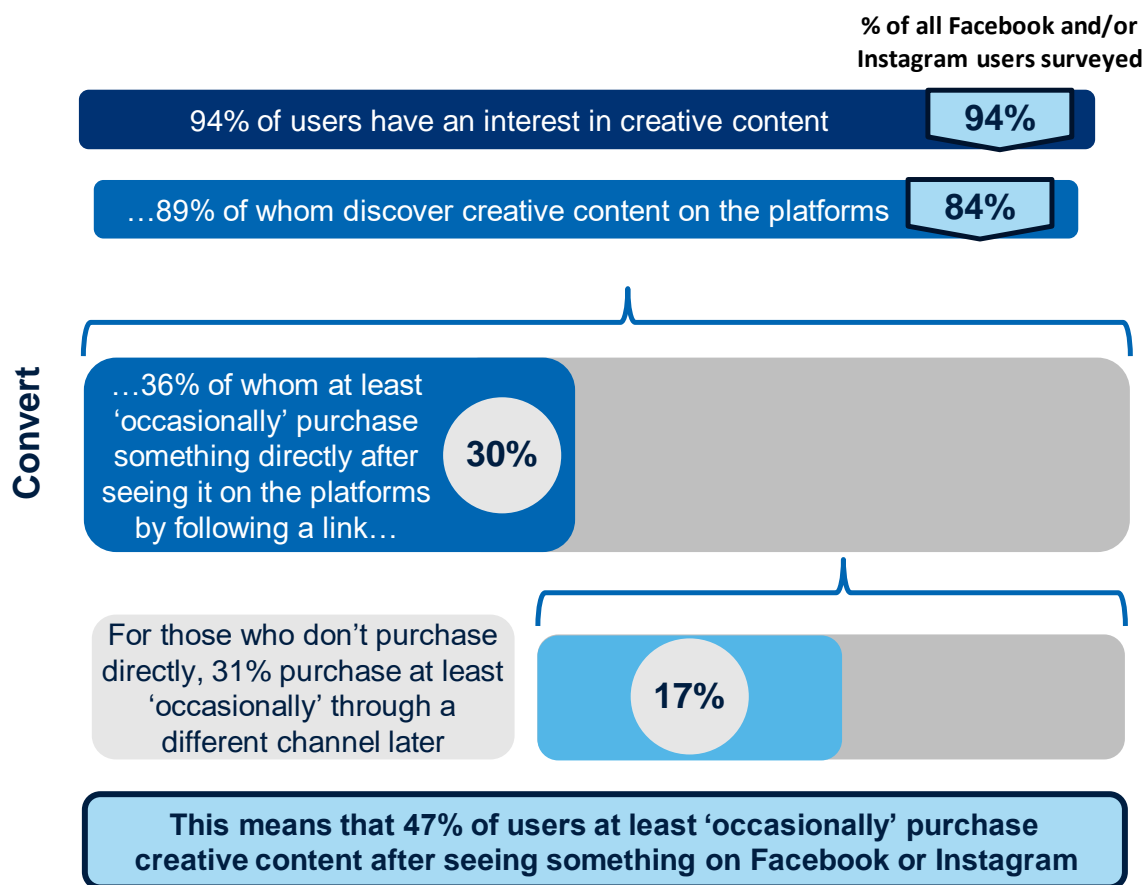 % of all Facebook and/or
Instagram users surveyed
94% of users have an interest in creative content
94%
…89% of whom discover creative content on the platforms
84%
Convert
…36% of whom at least
‘occasionally’ purchase
something directly after
seeing it on the platforms
by following a link…
30%
For those who don’t purchase
directly, 31% purchase at least
‘occasionally’ through a
different channel later
17%
This means that 47% of users at least ‘occasionally’ purchase
creative content after seeing something on Facebook or Instagram